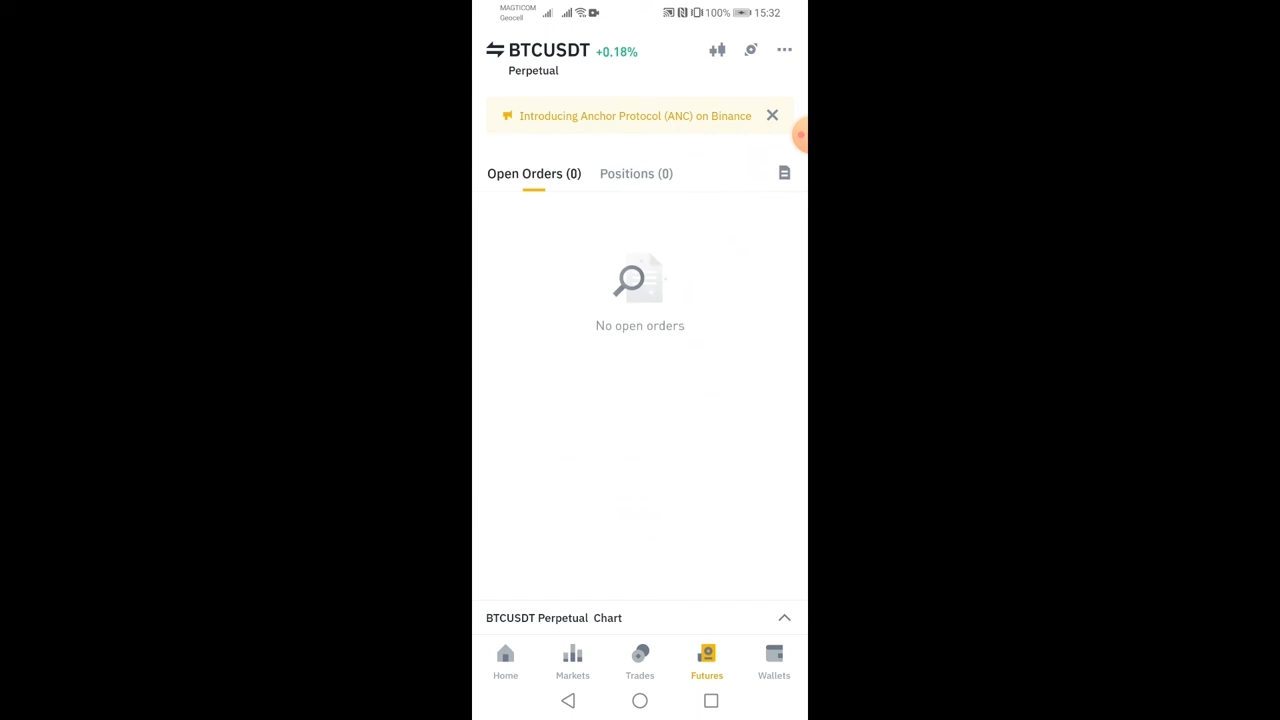 MAGTICOM
Geocell
100%
15:32
BTCUSDT +0.18%
Perpetual
Introducing Anchor Protocol (ANC) on Binance
Open Orders (0) Positions (0)
No open orders
BTCUSDT Perpetual Chart
Home Markets Trades Futures Wallets